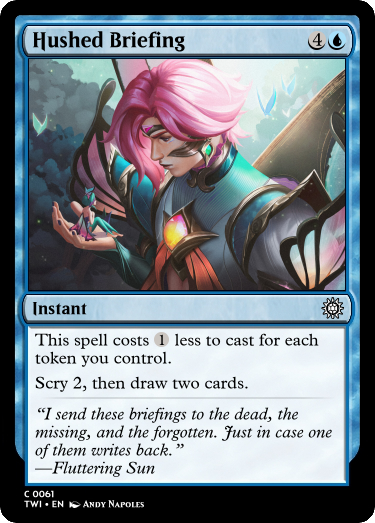 Hushed Briefing 4
Instant
This spell costs 1 less to cast for each
token you control.
Scry 2, then draw two cards.
“I send these briefings to the dead, the
missing, and the forgotten. Just in case one
of them writes back.”
—Fluttering Sun
C 0061
TWI • EN Andy Napoles